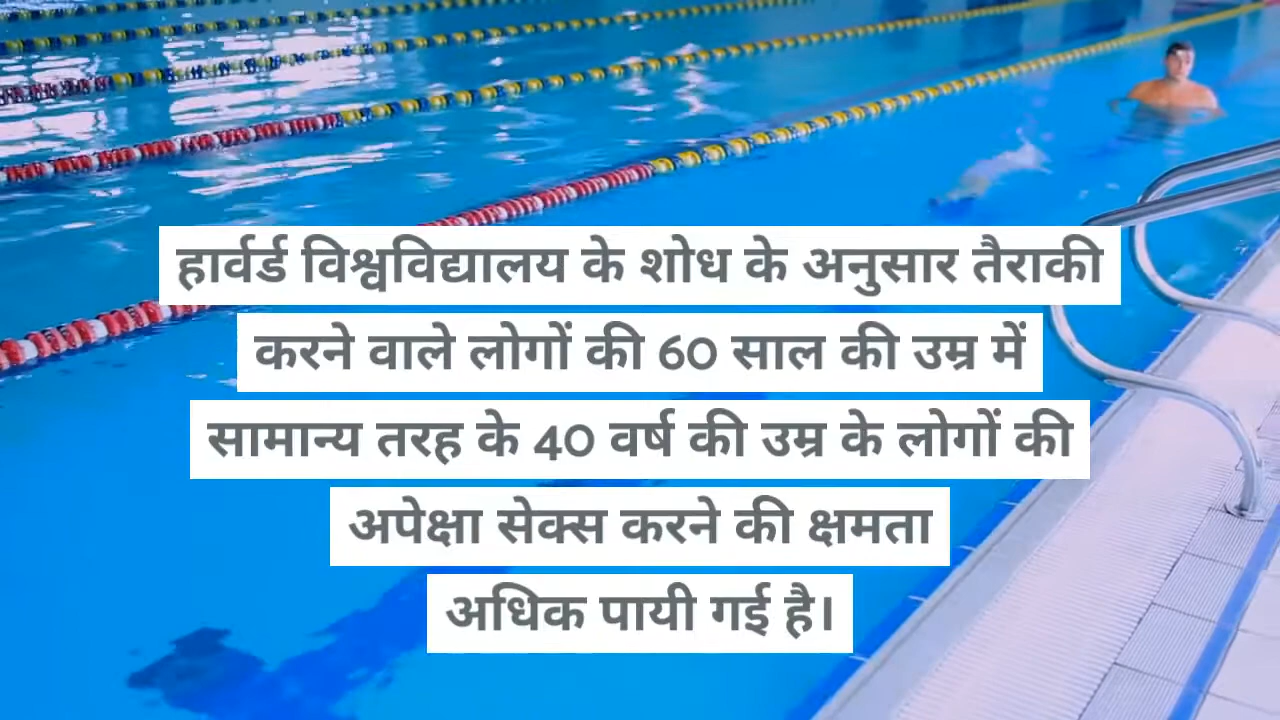 हार्वर्ड विश्वविद्यालय के शोध के अनुसार तैराकी
करने वाले लोगों की 60 साल की उम्र में
सामान्य तरह के 40 वर्ष की उम्र के लोगों की
अपेक्षा सेक्स करने की क्षमता
अधिक पायी गई है।